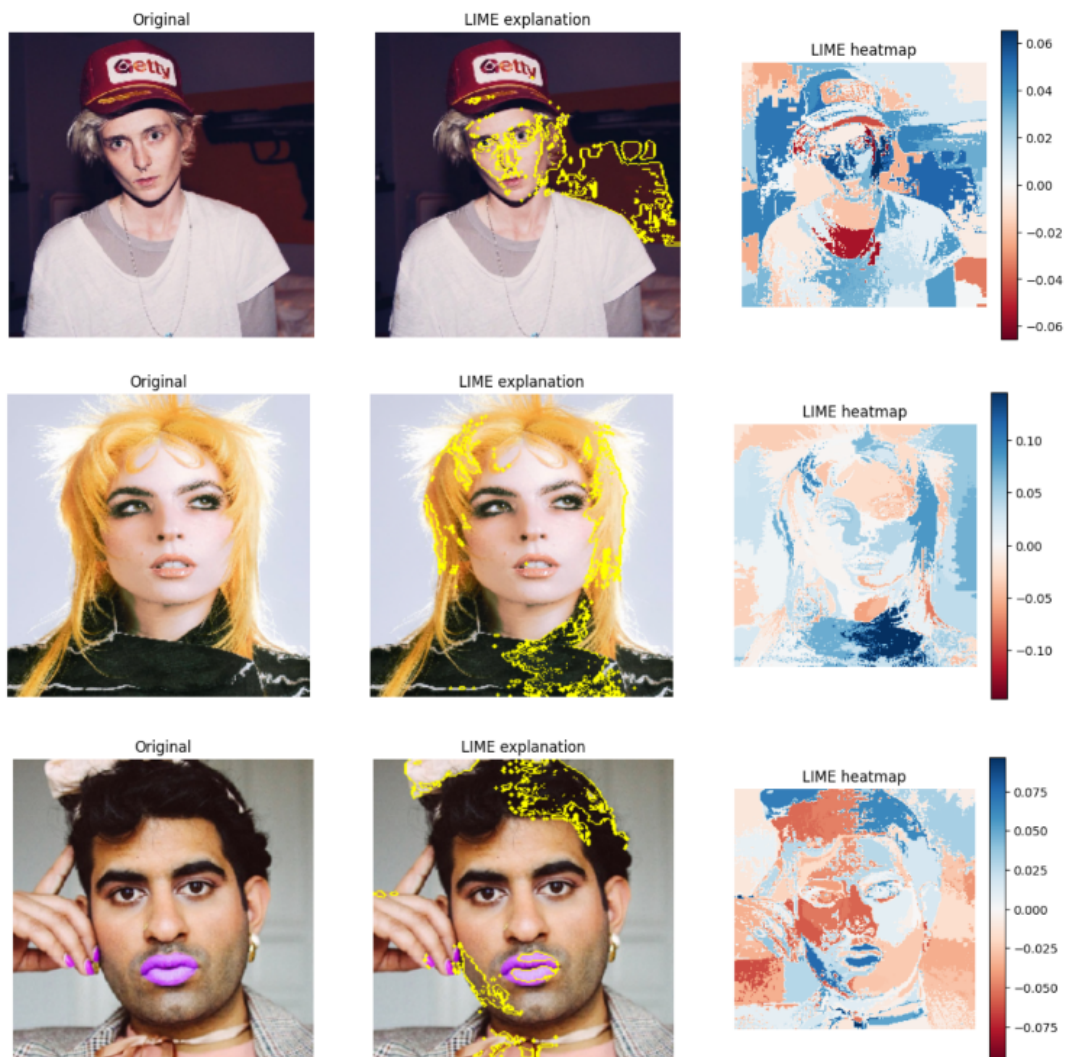 Original
LIME explanation
LIME heatmap
Getty
Getty
0.06
0.04
0.02
0.00
−0.02
−0.04
−0.06
Original
LIME explanation
LIME heatmap
0.10
0.05
0.00
−0.05
−0.10
Original
LIME explanation
LIME heatmap
0.075
0.050
0.025
0.000
−0.025
−0.050
−0.075